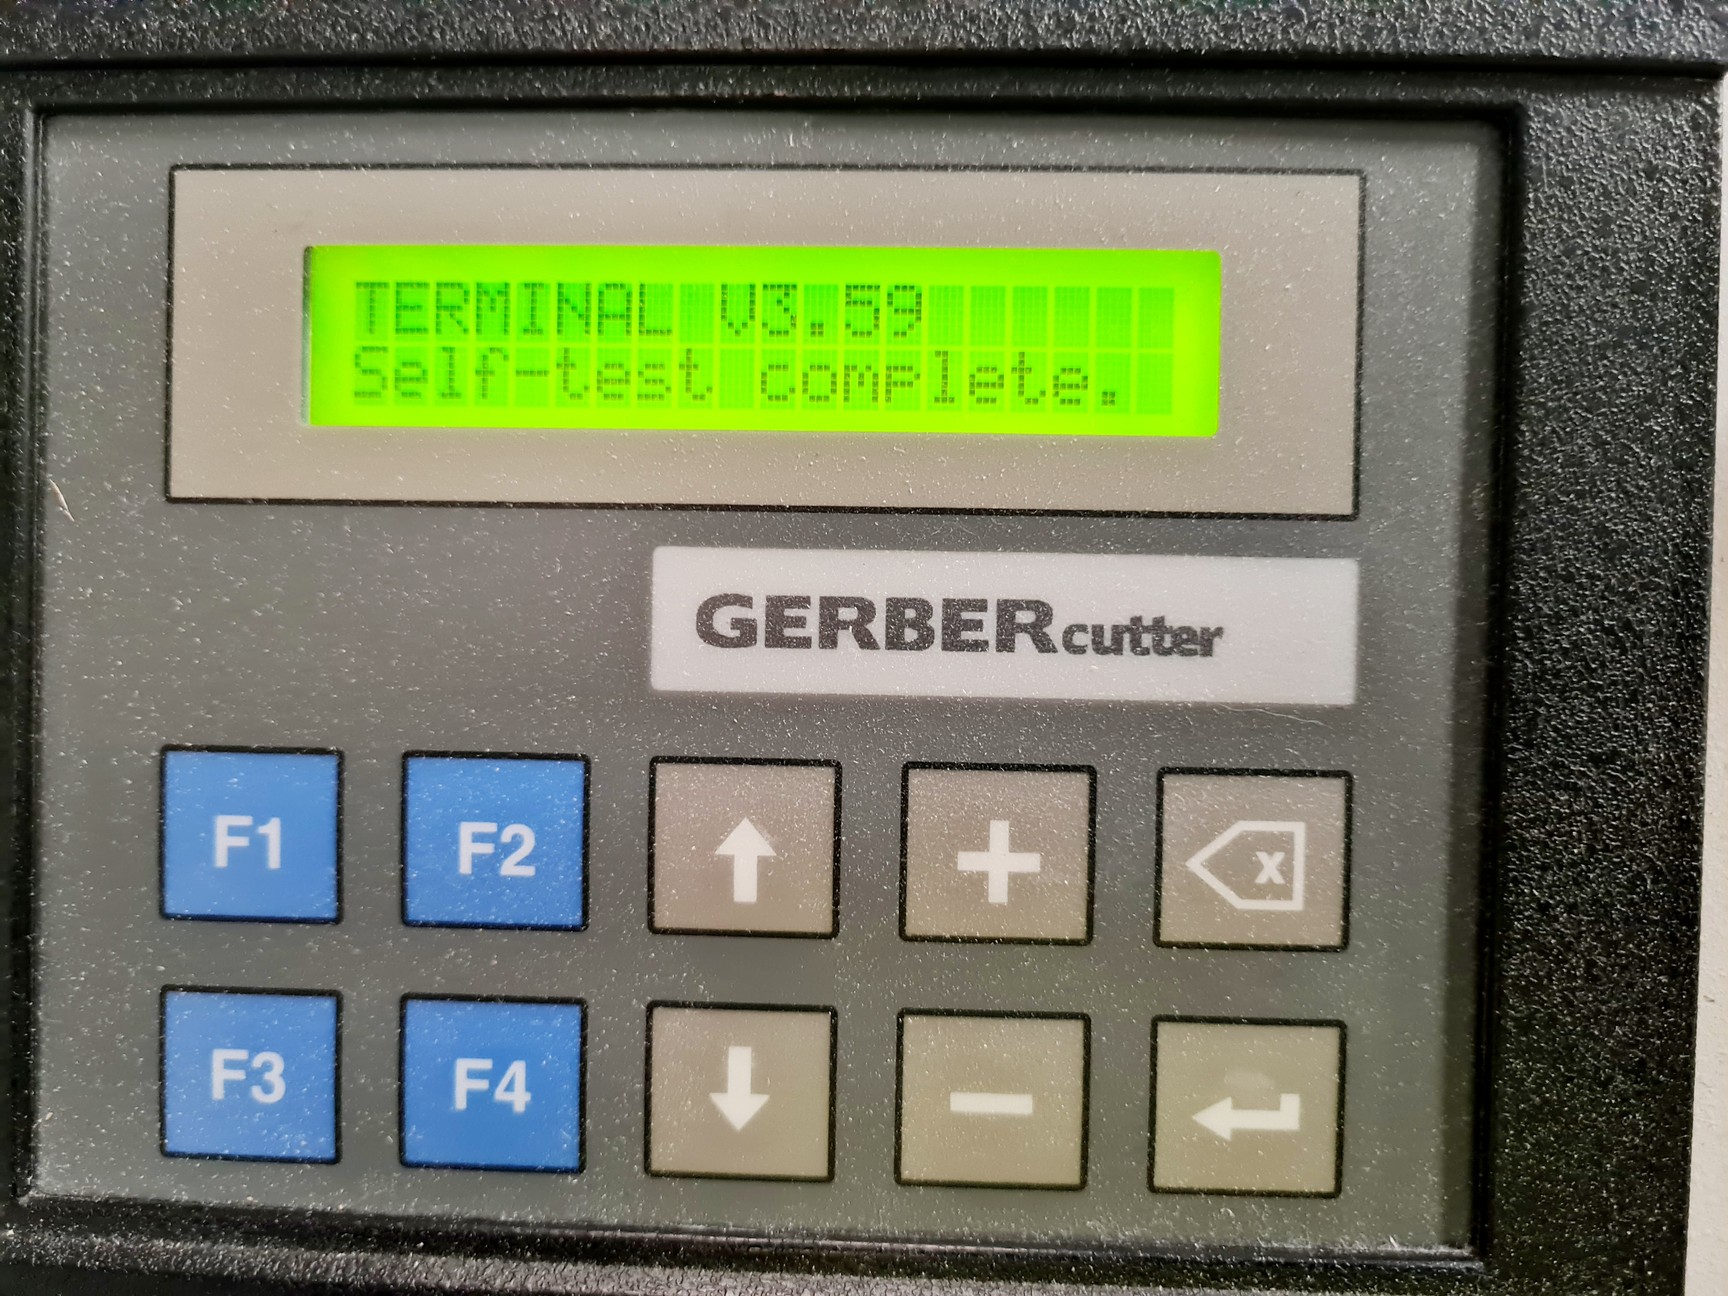 TERMINAL V3.59
Self-test complete.
GERBERcutter
F1 F2 + x
F3 F4 -